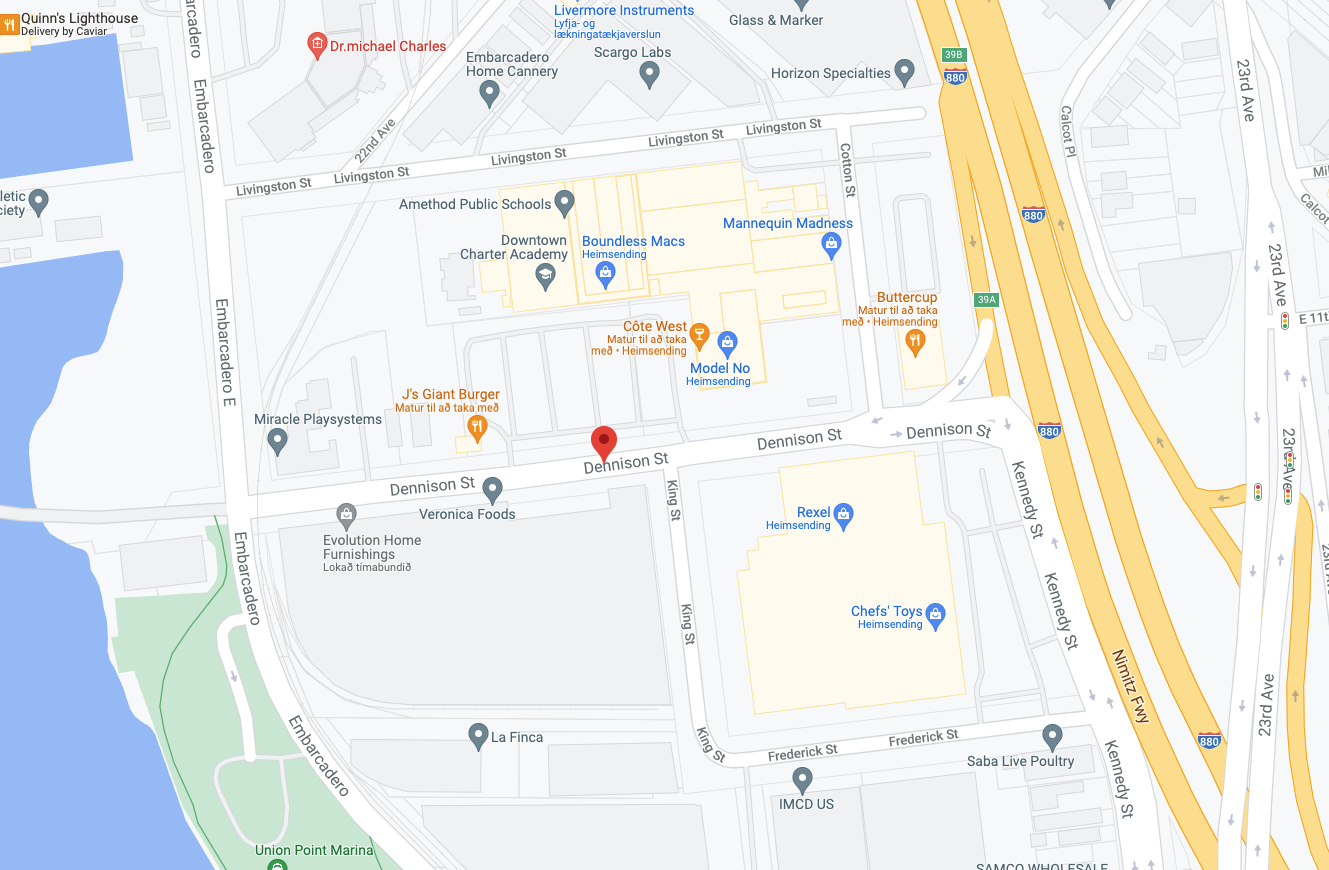 Quinn's Lighthouse
Delivery by Caviar
Embarcadero
Dr.michael Charles
Livermore Instruments
Lyfja- og
lækningatækjaverslun
Glass & Marker
Embarcadero
Home Cannery
Scargo Labs
Horizon Specialties
39B
880
23rd Ave
Calcot Pl
22nd Ave
Livingston St
Livingston St
Livingston St
Livingston St
Livingston St
Cotton St
Amethod Public Schools
Downtown
Charter Academy
Boundless Macs
Heimsending
Mannequin Madness
880
23rd Ave
Calcot
E 11t
39A
Buttercup
Matur til að taka
með • Heimsending
Côte West
Matur til að taka
með • Heimsending
Model No
Heimsending
Embarcadero E
J's Giant Burger
Matur til að taka með
Miracle Playsystems
Dennison St
Dennison St
Dennison St
Dennison St
880
23rd Ave
Veronica Foods
Evolution Home
Furnishings
Lokað tímabundið
King St
Rexel
Heimsending
Kennedy St
Embarcadero
King St
Chefs' Toys
Heimsending
Kennedy St
Nimitz Fwy
23rd Ave
880
Embarcadero
La Finca
King St
Frederick St
Frederick St
Saba Live Poultry
Kennedy St
IMCD US
Union Point Marina
SAMCO WHOLESALE